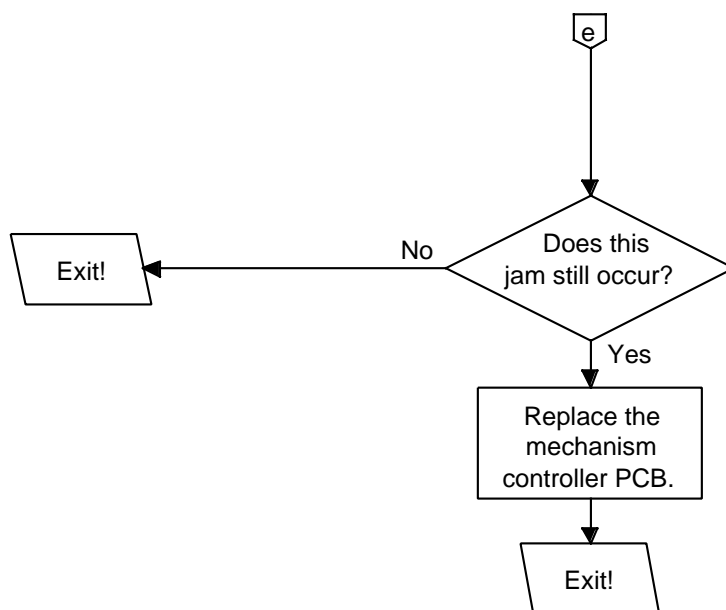 e
Does this
jam still occur?
No
Exit!
Yes
Replace the
mechanism
controller PCB.
Exit!